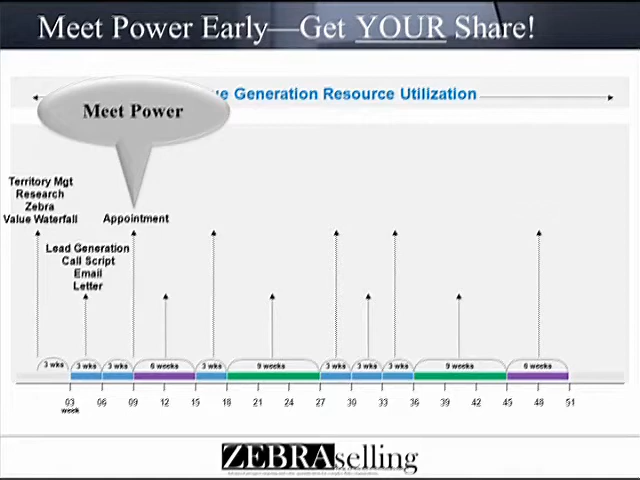 Meet Power Early—Get YOUR Share!
e Generation Resource Utilization
Meet Power
Territory Mgt
Research
Zebra
Value Waterfall
Appointment
Lead Generation
Call Script
Email
Letter
3 wks 3 wks 3 wks 6 weeks 3 wks 9 weeks 3 wks 3 wks 3 wks 9 weeks 6 weeks
03 06 09 12 15 18 21 24 27 30 33 36 39 42 45 48 51
week
ZEBRAselling